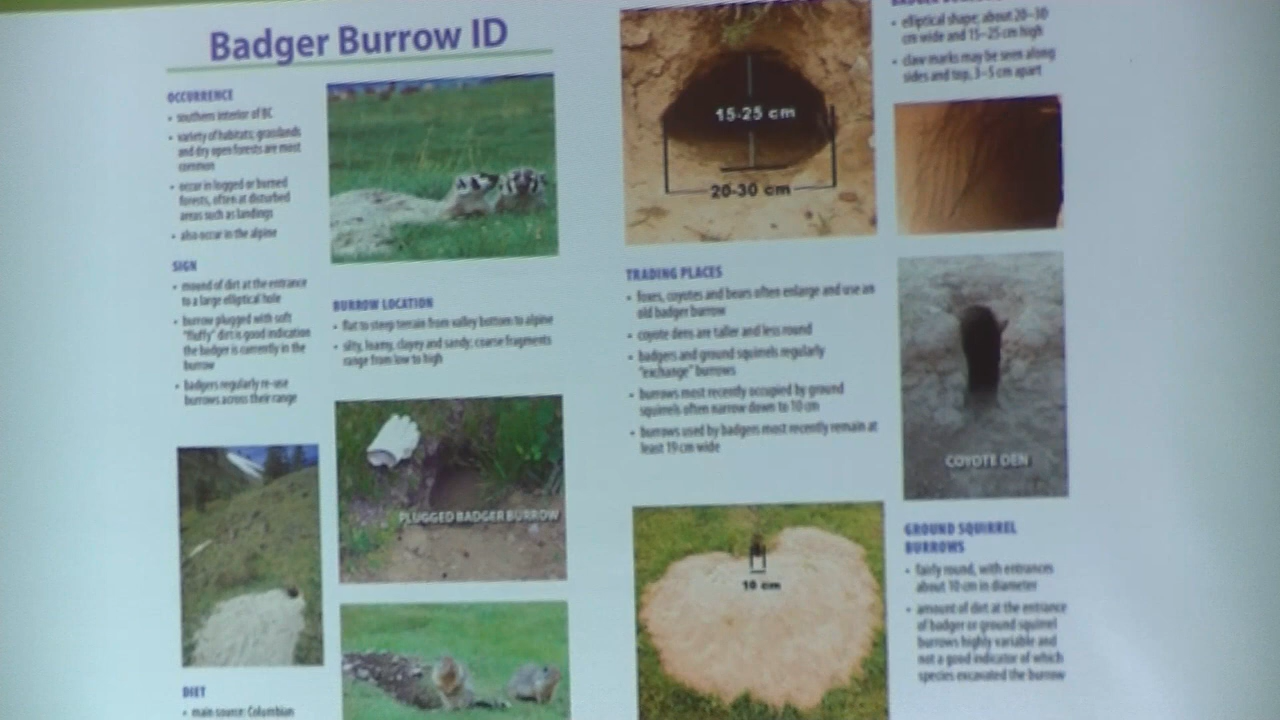 Badger Burrow ID
OCCURRENCE
• southern interior of BC
• variety of habitats; grasslands
and dry open forests are most
common
• occur in logged or burned
forests, often at disturbed
areas such as landings
• also occur in the alpine
SIGN
• mound of dirt at the entrance
to a large elliptical hole
• burrow plugged with soft
"fluffy" dirt is good indication
the badger is currently in the
burrow
• badgers regularly re-use
burrows across their range
DIET
• main source: Columbian
BURROW LOCATION
• flat to steep terrain from valley bottom to alpine
• silty, loamy, clayey and sandy; coarse fragments
range from low to high
PLUGGED BADGER BURROW
15-25 cm
20-30 cm
TRADING PLACES
• foxes, coyotes and bears often enlarge and use an
old badger burrow
• coyote dens are taller and less round
• badgers and ground squirrels regularly
"exchange" burrows
• burrows most recently occupied by ground
squirrels often narrow down to 10 cm
• burrows used by badgers most recently remain at
least 19 cm wide
10 cm
• elliptical shape; about 20–30
cm wide and 15–25 cm high
• claw marks may be seen along
sides and top, 3–5 cm apart
COYOTE DEN
GROUND SQUIRREL
BURROWS
• fairly round, with entrances
about 10 cm in diameter
• amount of dirt at the entrance
of badger or ground squirrel
burrows highly variable and
not a good indicator of which
species excavated the burrow